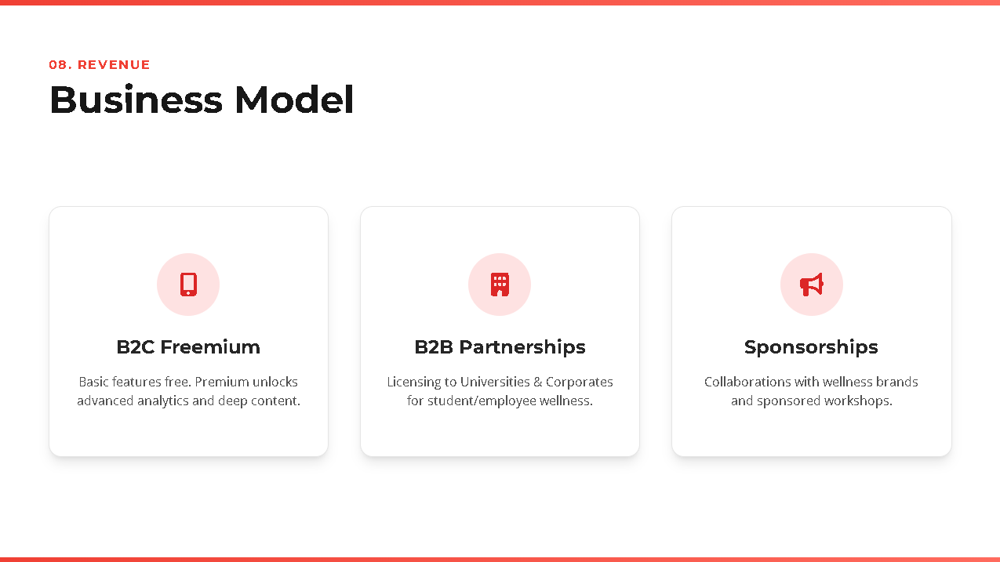 08. REVENUE
Business Model
B2C Freemium
Basic features free. Premium unlocks
advanced analytics and deep content.
B2B Partnerships
Licensing to Universities & Corporates
for student/employee wellness.
Sponsorships
Collaborations with wellness brands
and sponsored workshops.